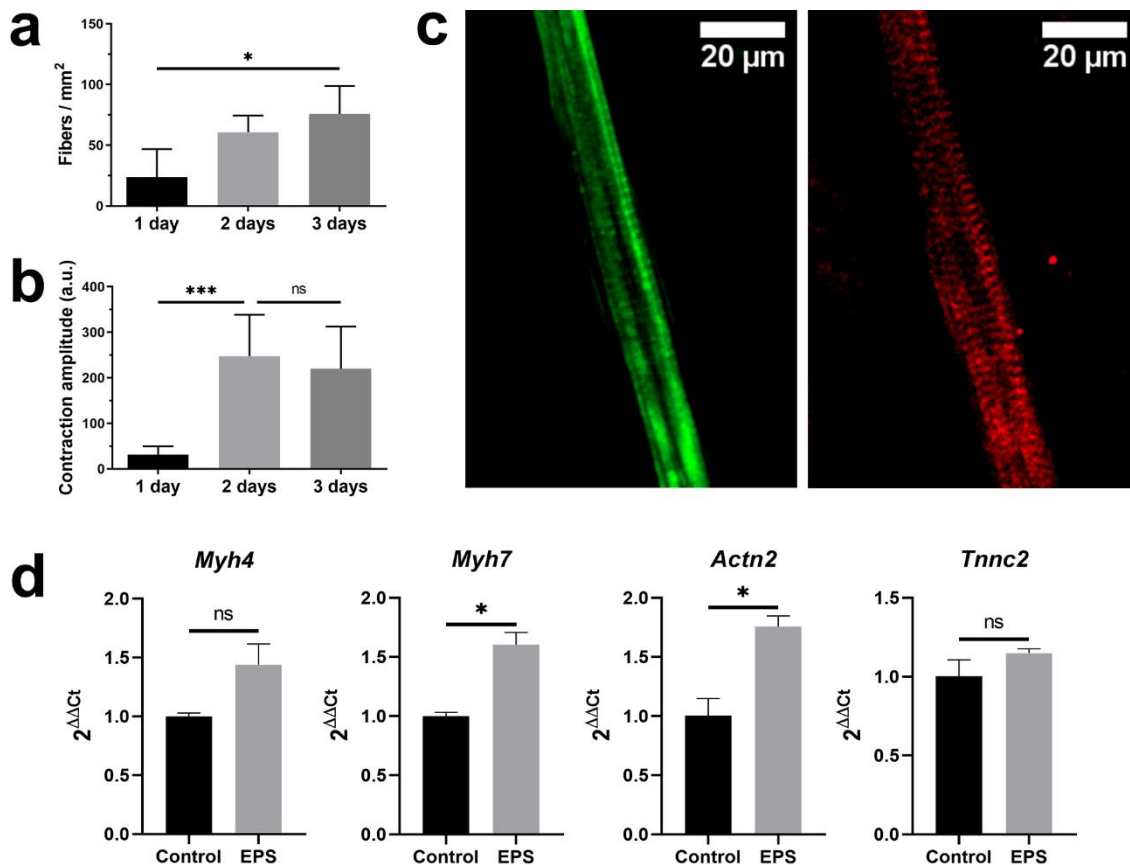 a
Fibers / mm²
150
100
50
0
*
1 day 2 days 3 days
b
Contraction amplitude (a.u.)
400
300
200
100
0
***
ns
1 day 2 days 3 days
c
20 µm
20 µm
d
Myh4
2^ΔΔCt
2.0
1.5
1.0
0.5
0.0
ns
Control EPS
Myh7
2^ΔΔCt
2.0
1.5
1.0
0.5
0.0
*
Control EPS
Actn2
2^ΔΔCt
2.0
1.5
1.0
0.5
0.0
*
Control EPS
Tnnc2
2^ΔΔCt
1.5
1.0
0.5
0.0
ns
Control EPS